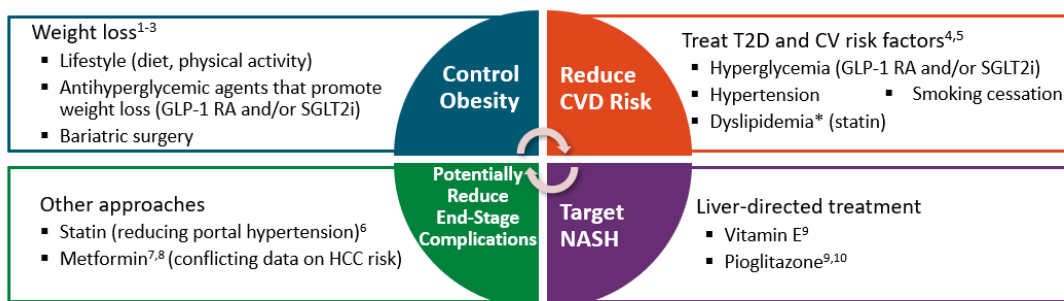 Weight loss¹⁻³
▪ Lifestyle (diet, physical activity)
▪ Antihyperglycemic agents that promote
weight loss (GLP-1 RA and/or SGLT2i)
▪ Bariatric surgery
Control
Obesity
Reduce
CVD Risk
Treat T2D and CV risk factors⁴,⁵
▪ Hyperglycemia (GLP-1 RA and/or SGLT2i)
▪ Hypertension ▪ Smoking cessation
▪ Dyslipidemia* (statin)
Other approaches
▪ Statin (reducing portal hypertension)⁶
▪ Metformin⁷,⁸ (conflicting data on HCC risk)
Potentially
Reduce
End-Stage
Complications
Target
NASH
Liver-directed treatment
▪ Vitamin E⁹
▪ Pioglitazone⁹,¹⁰